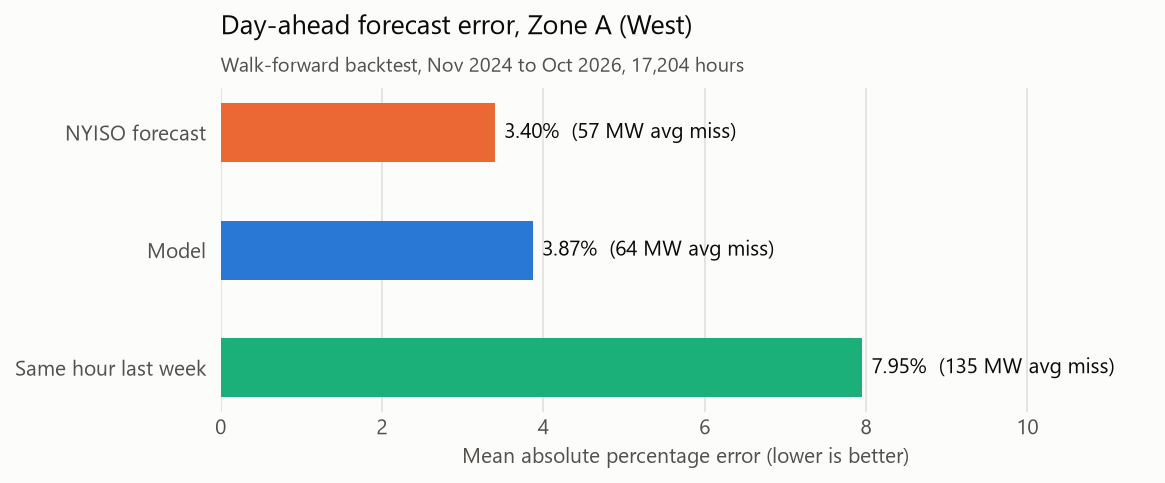 Day-ahead forecast error, Zone A (West)
Walk-forward backtest, Nov 2024 to Oct 2026, 17,204 hours
NYISO forecast 3.40% (57 MW avg miss)
Model 3.87% (64 MW avg miss)
Same hour last week 7.95% (135 MW avg miss)
0 2 4 6 8 10
Mean absolute percentage error (lower is better)